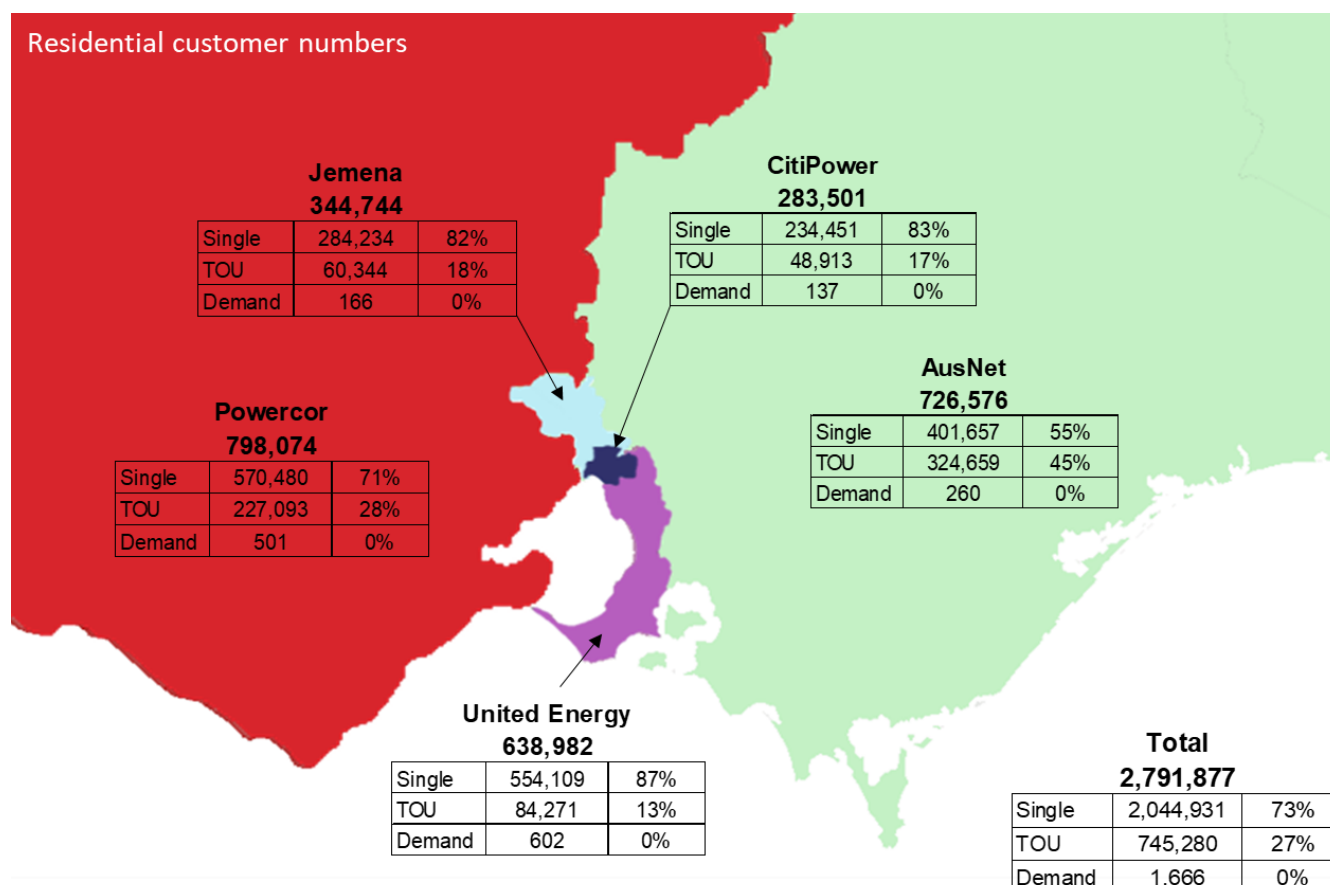 Residential customer numbers
Jemena
344,744
Single 284,234 82%
TOU 60,344 18%
Demand 166 0%
CitiPower
283,501
Single 234,451 83%
TOU 48,913 17%
Demand 137 0%
Powercor
798,074
Single 570,480 71%
TOU 227,093 28%
Demand 501 0%
AusNet
726,576
Single 401,657 55%
TOU 324,659 45%
Demand 260 0%
United Energy
638,982
Single 554,109 87%
TOU 84,271 13%
Demand 602 0%
Total
2,791,877
Single 2,044,931 73%
TOU 745,280 27%
Demand 1,666 0%